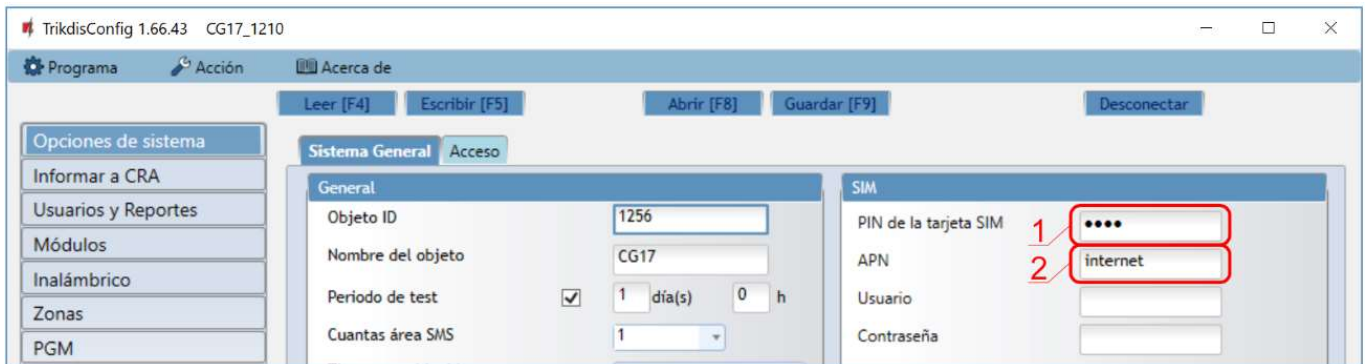 TrikdisConfig 1.66.43 CG17_1210
Programa Acción Acerca de
Leer [F4] Escribir [F5] Abrir [F8] Guardar [F9] Desconectar
Opciones de sistema
Informar a CRA
Usuarios y Reportes
Módulos
Inalámbrico
Zonas
PGM
Sistema General Acceso
General
Objeto ID 1256
Nombre del objeto CG17
Periodo de test 1 día(s) 0 h
Cuantas área SMS 1
SIM
PIN de la tarjeta SIM 1 ••••
APN 2 internet
Usuario
Contraseña